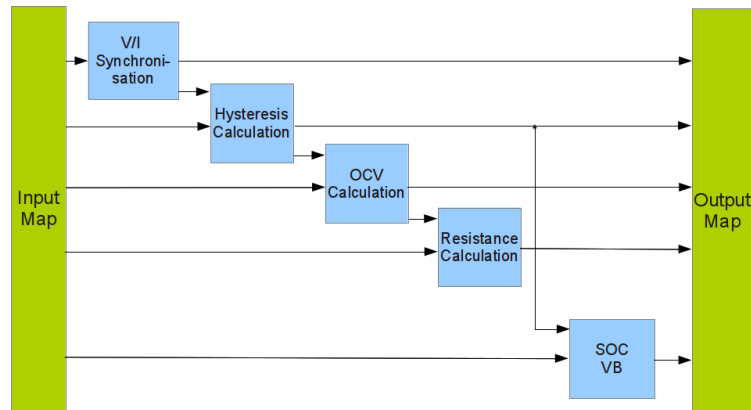 V/I
Synchroni-
sation
Hysteresis
Calculation
OCV
Calculation
Input
Map
Output
Map
Resistance
Calculation
SOC
VB